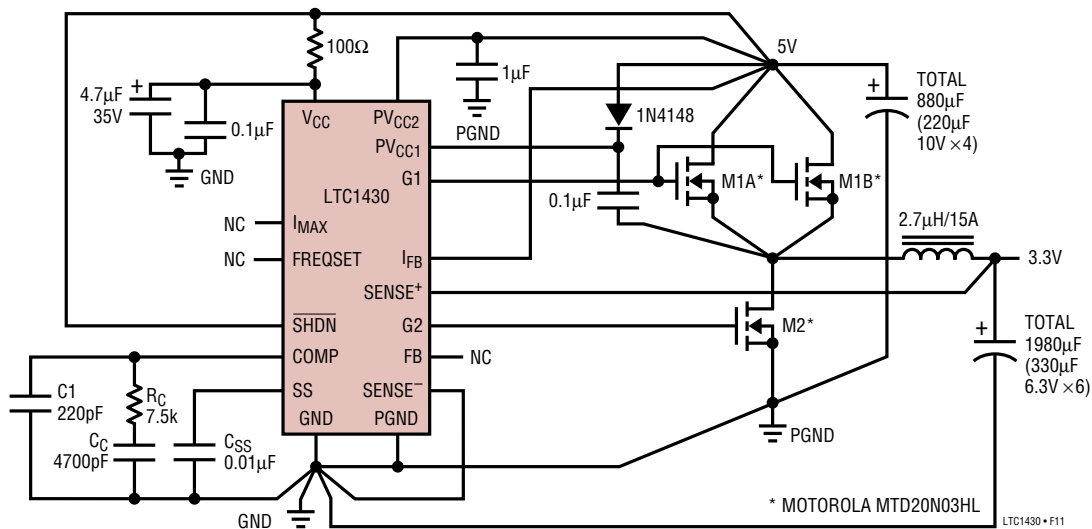 5V
100Ω
4.7µF
35V
+
0.1µF
GND
1µF
PGND
1N4148
+
TOTAL
880µF
(220µF
10V ×4)
VCC
PVCC2
PVCC1
G1
LTC1430
0.1µF
M1A*
M1B*
NC
IMAX
NC
FREQSET
IFB
SENSE+
2.7µH/15A
3.3V
SHDN
G2
M2*
COMP
FB
NC
SS
SENSE–
GND
PGND
+
TOTAL
1980µF
(330µF
6.3V ×6)
C1
220pF
RC
7.5k
CC
4700pF
CSS
0.01µF
PGND
GND
* MOTOROLA MTD20N03HL
LTC1430 • F11